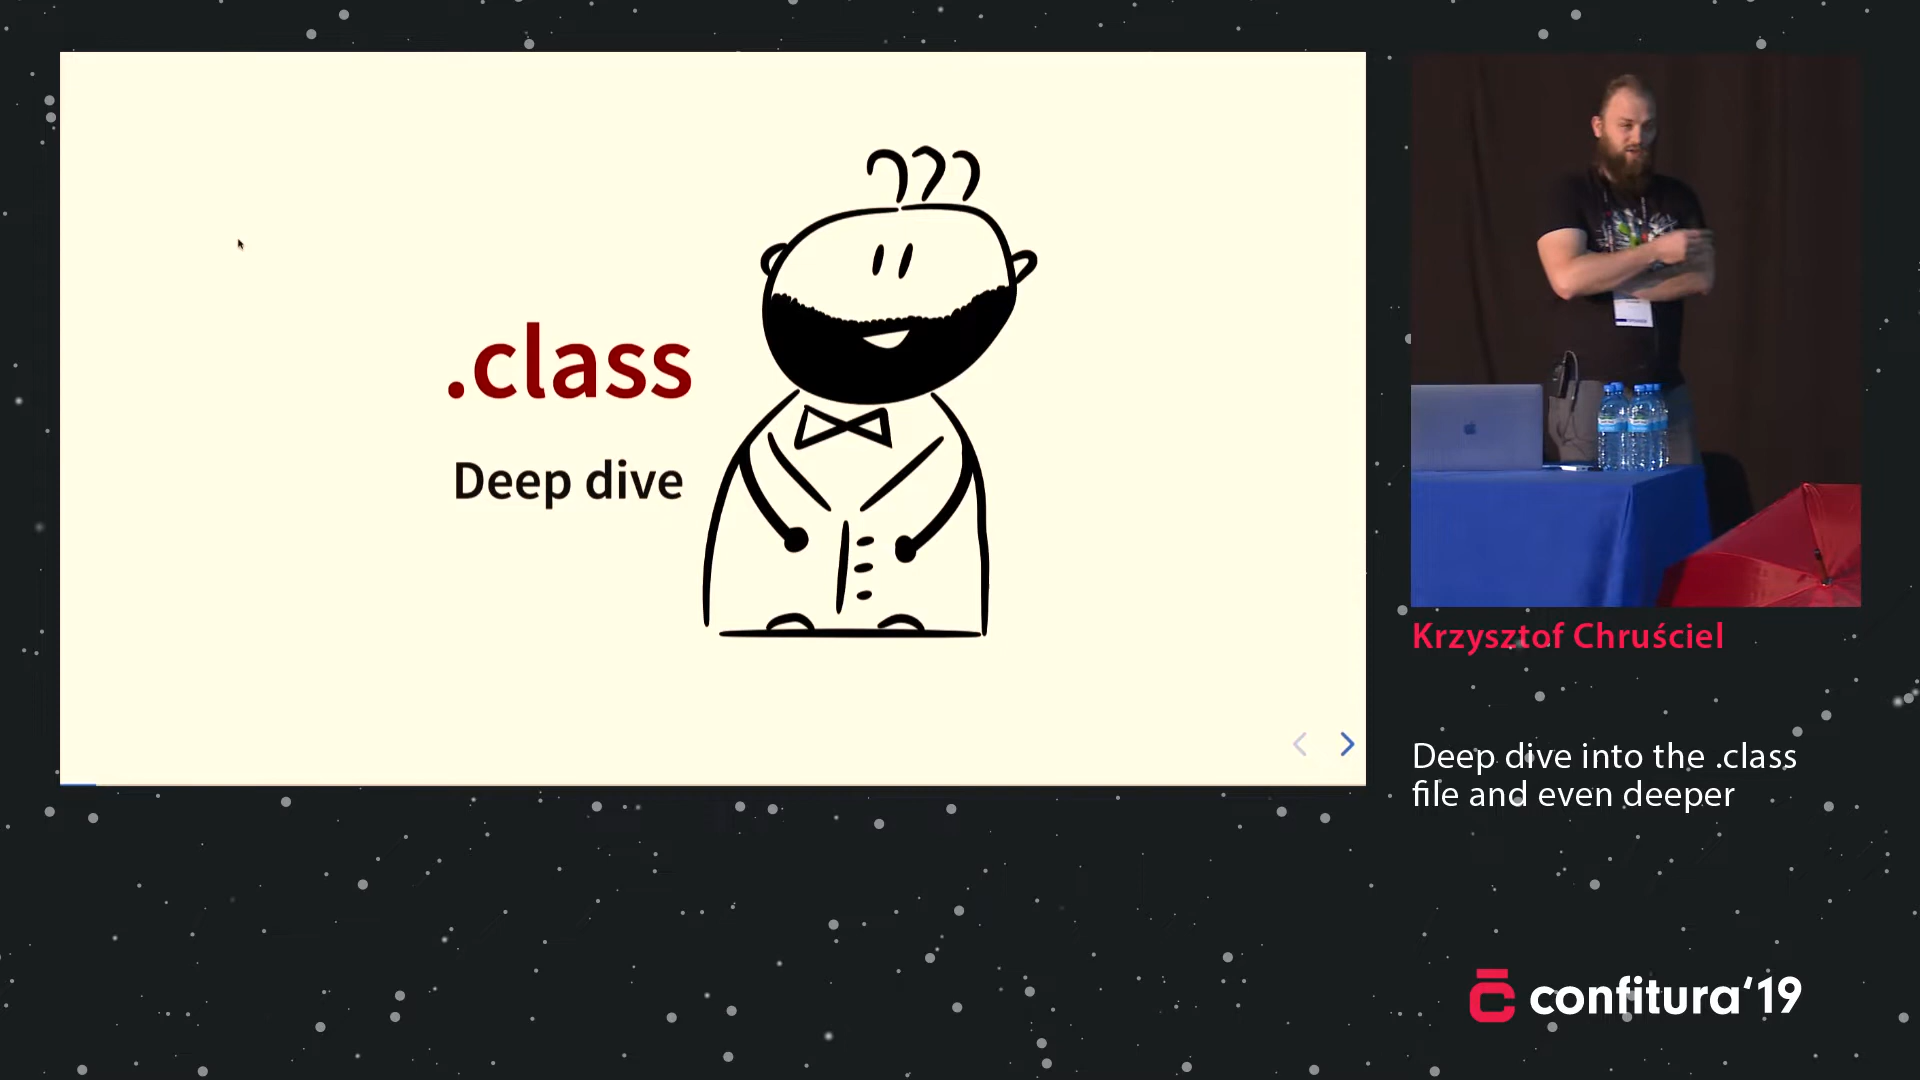 .class
Deep dive
Krzysztof Chruściel
Deep dive into the .class
file and even deeper
confitura‘19